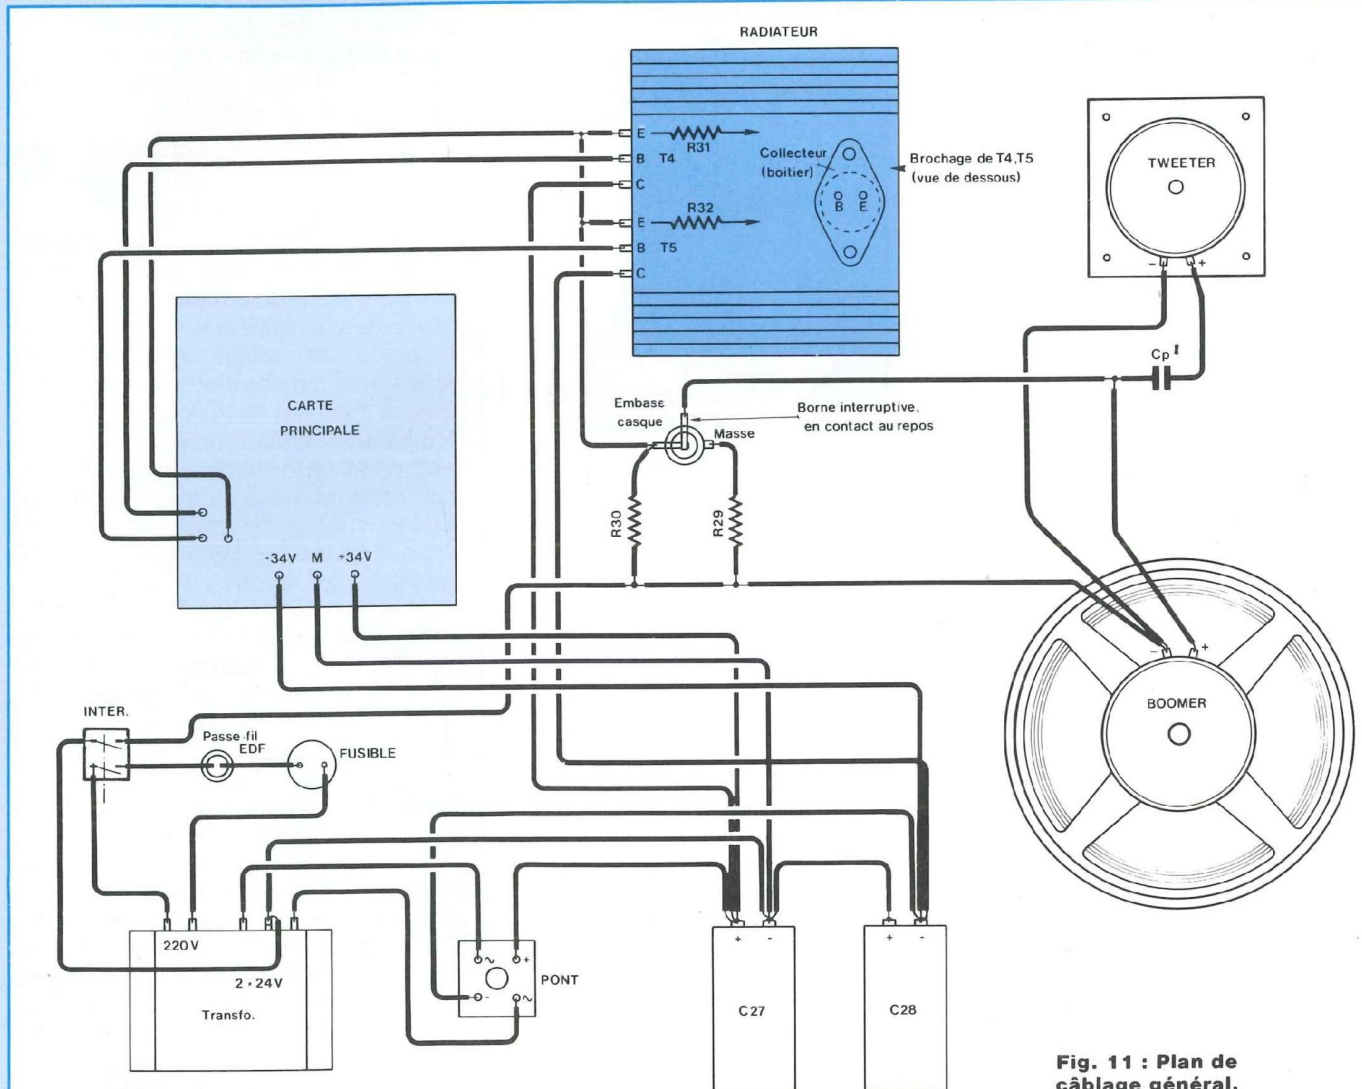 RADIATEUR
E
R31
B T4
C
E
R32
B T5
C
Collecteur
(boitier)
B E
Brochage de T4,T5
(vue de dessous)
TWEETER
- +
Cp
Embase
casque
Masse
Borne interruptive,
en contact au repos
CARTE
PRINCIPALE
R30
R29
-34V M +34V
- +
BOOMER
INTER.
Passe-fil
EDF
FUSIBLE
220V
2 • 24V
Transfo.
~ +
- ~
PONT
+ -
C27
+ -
C28
Fig. 11 : Plan de
câblage général.